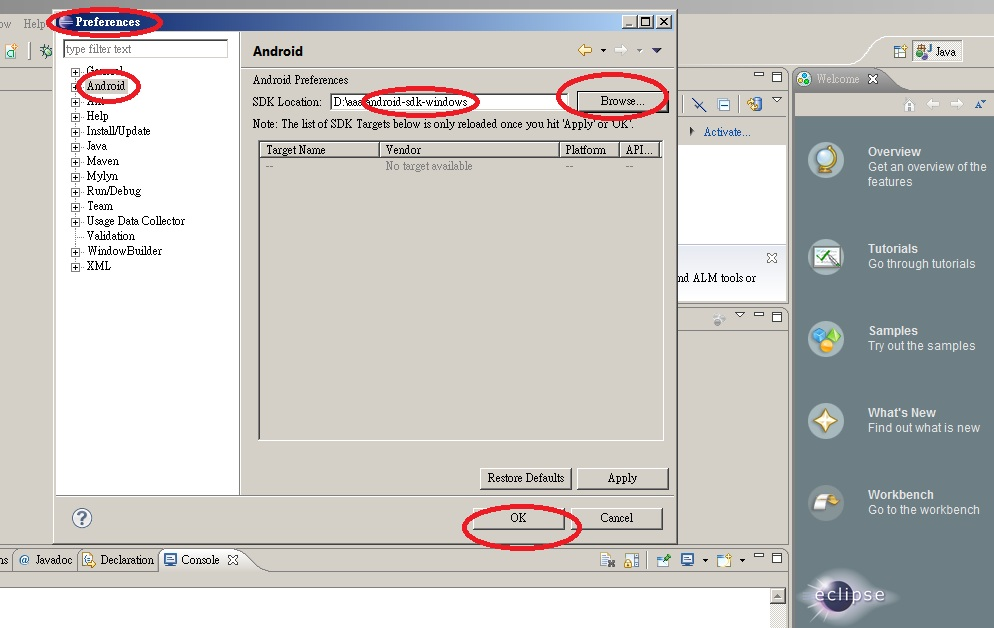 Help
Preferences
type filter text
General
Android
Ant
Help
Install/Update
Java
Maven
Mylyn
Run/Debug
Team
Usage Data Collector
Validation
WindowBuilder
XML
Android
Android Preferences
SDK Location: D:\aaa\android-sdk-windows
Browse...
Note: The list of SDK Targets below is only reloaded once you hit 'Apply' or 'OK'.
Target Name Vendor Platform API...
-- No target available -- --
Restore Defaults Apply
OK Cancel
Java
Welcome
Activate...
nd ALM tools or
Overview
Get an overview of the
features
Tutorials
Go through tutorials
Samples
Try out the samples
What's New
Find out what is new
Workbench
Go to the workbench
eclipse
@ Javadoc Declaration Console